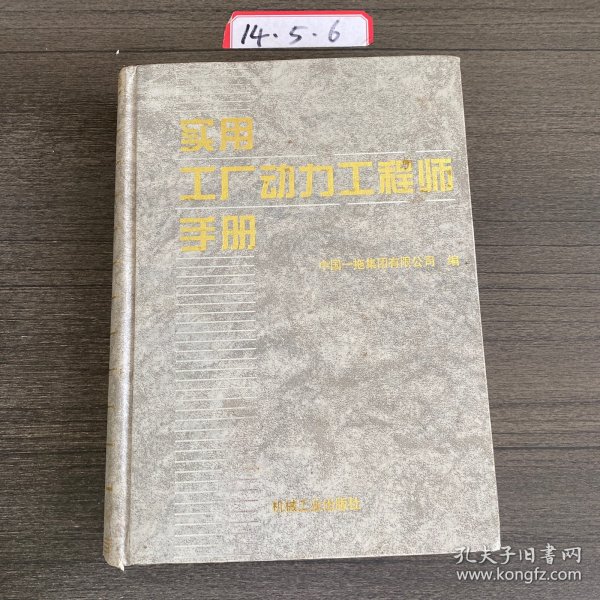 14.5.6
实用
工厂动力工程师
手册
中国一拖集团有限公司 编
机械工业出版社
孔夫子旧书网
www.kongfz.com